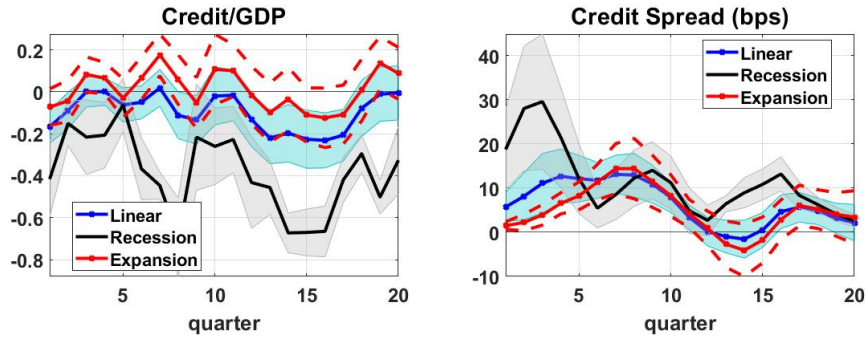 Credit/GDP
0.2
0
-0.2
-0.4
-0.6
-0.8
Linear
Recession
Expansion
5
10
15
20
quarter
Credit Spread (bps)
40
30
20
10
0
-10
Linear
Recession
Expansion
5
10
15
20
quarter